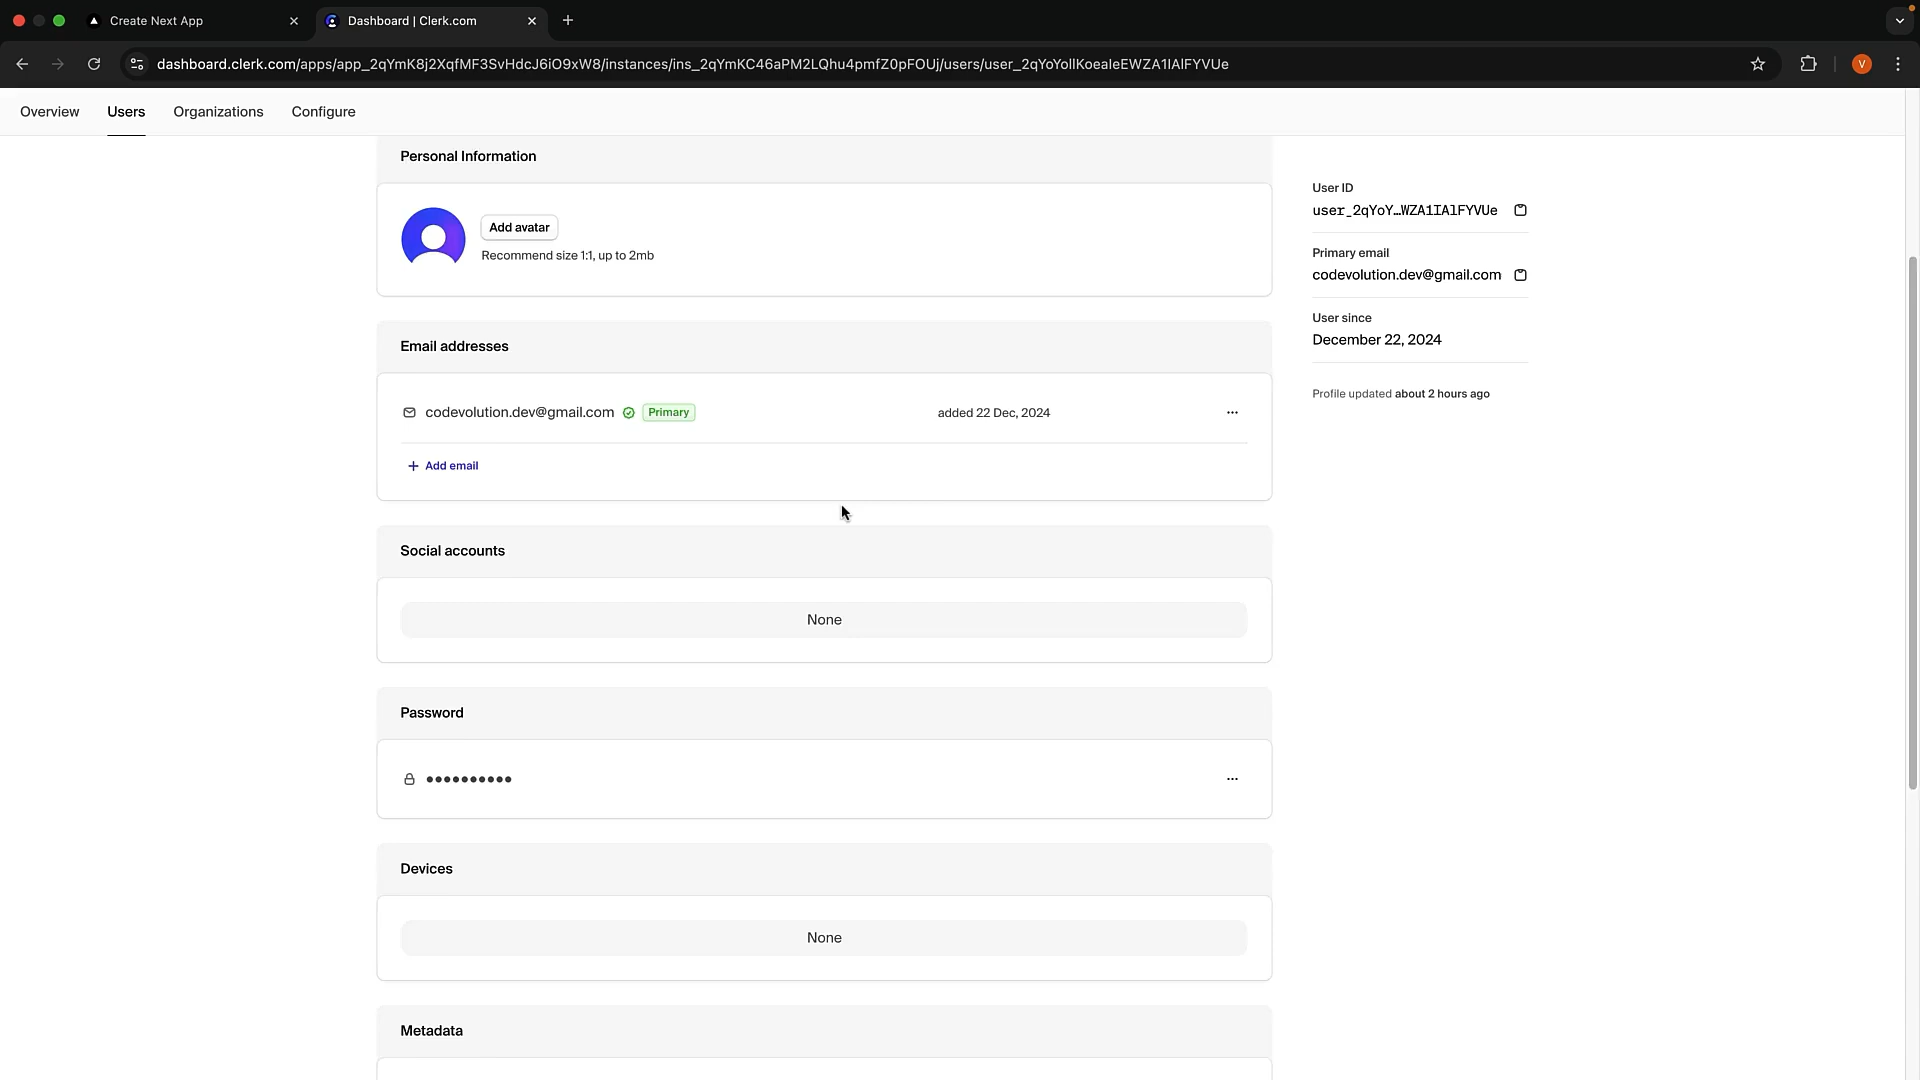 Create Next App
Dashboard | Clerk.com
dashboard.clerk.com/apps/app_2qYmK8j2XqfMF3SvHdcJ6iO9xW8/instances/ins_2qYmKC46aPM2LQhu4pmfZ0pFOUj/users/user_2qYoYollKoeaIeEWZA1IAlFYVUe
V
Overview
Users
Organizations
Configure
Personal Information
Add avatar
Recommend size 1:1, up to 2mb
Email addresses
codevolution.dev@gmail.com
Primary
added 22 Dec, 2024
Add email
Social accounts
None
Password
Devices
None
Metadata
User ID
user_2qYoY…WZA1IAlFYVUe
Primary email
codevolution.dev@gmail.com
User since
December 22, 2024
Profile updated about 2 hours ago